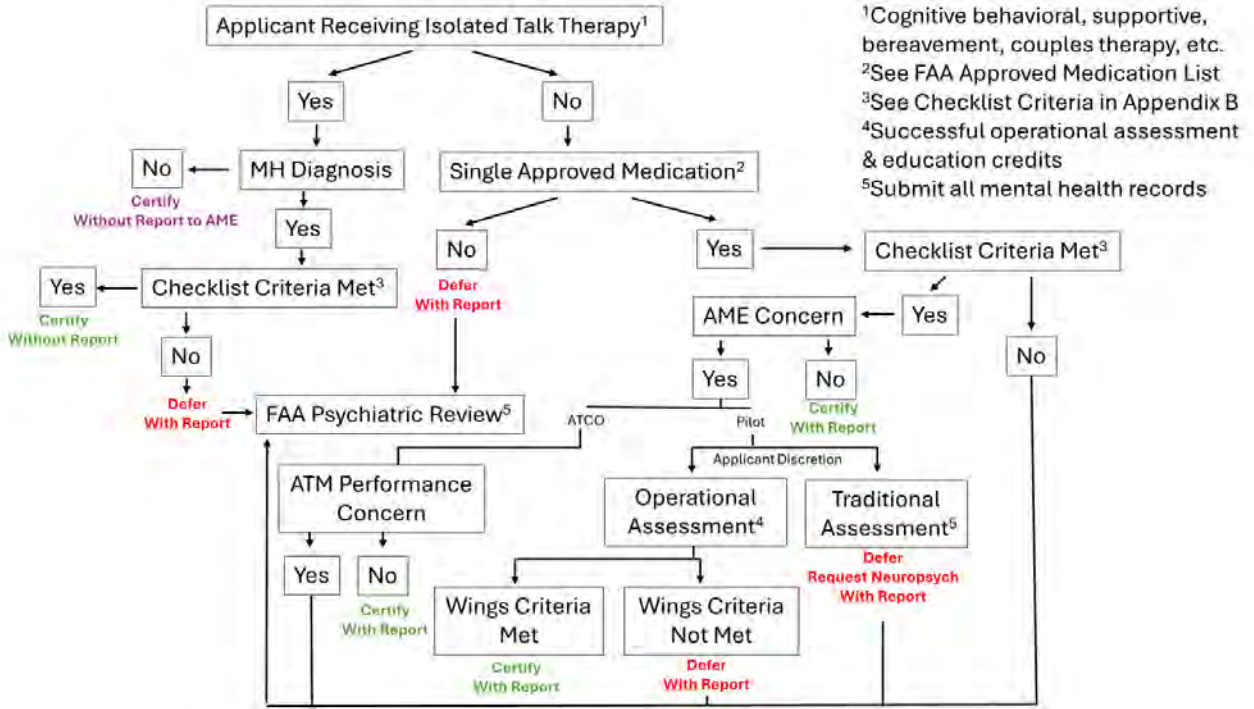 Applicant Receiving Isolated Talk Therapy¹
¹Cognitive behavioral, supportive,
bereavement, couples therapy, etc.
²See FAA Approved Medication List
³See Checklist Criteria in Appendix B
⁴Successful operational assessment
& education credits
⁵Submit all mental health records
Yes
No
No
MH Diagnosis
Single Approved Medication²
Certify
Without Report to AME
Yes
No
Yes
Checklist Criteria Met³
Yes
Checklist Criteria Met³
Defer
With Report
Certify
Without Report
AME Concern
Yes
No
No
Yes
No
Defer
With Report
FAA Psychiatric Review⁵
Certify
With Report
ATCO
Pilot
Applicant Discretion
ATM Performance
Concern
Operational
Assessment⁴
Traditional
Assessment⁵
Defer
Request Neuropsych
With Report
Yes
No
Certify
With Report
Wings Criteria
Met
Wings Criteria
Not Met
Certify
With Report
Defer
With Report